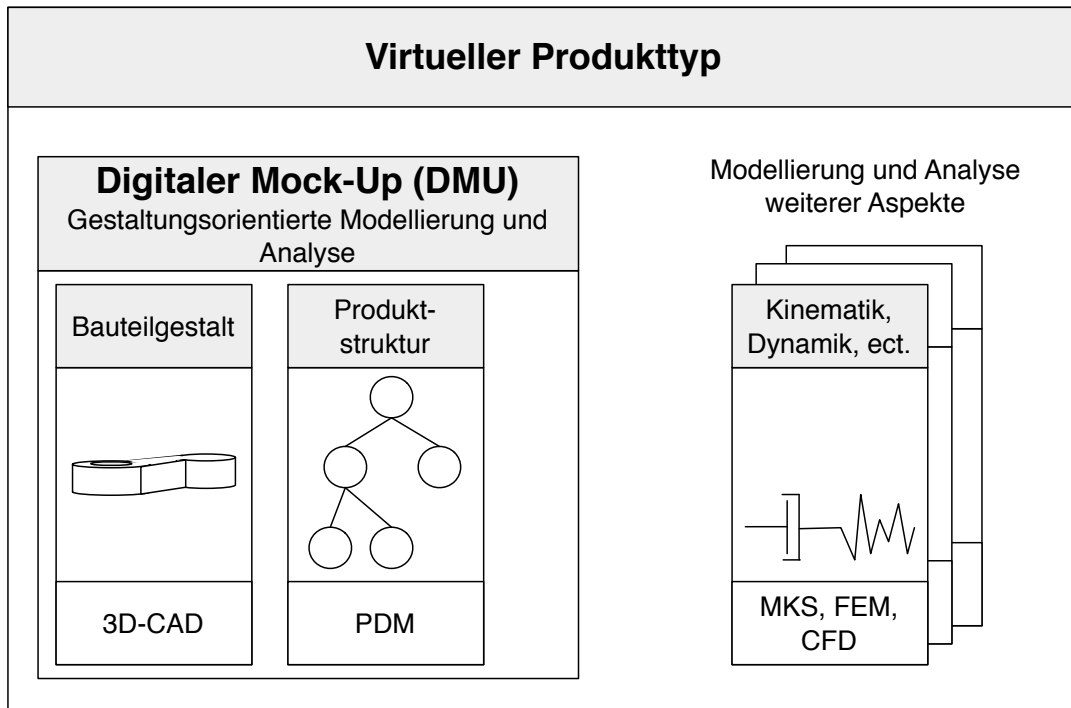 Virtueller Produkttyp
Digitaler Mock-Up (DMU)
Gestaltungsorientierte Modellierung und
Analyse
Bauteilgestalt
3D-CAD
Produkt-
struktur
PDM
Modellierung und Analyse
weiterer Aspekte
Kinematik,
Dynamik, ect.
MKS, FEM,
CFD